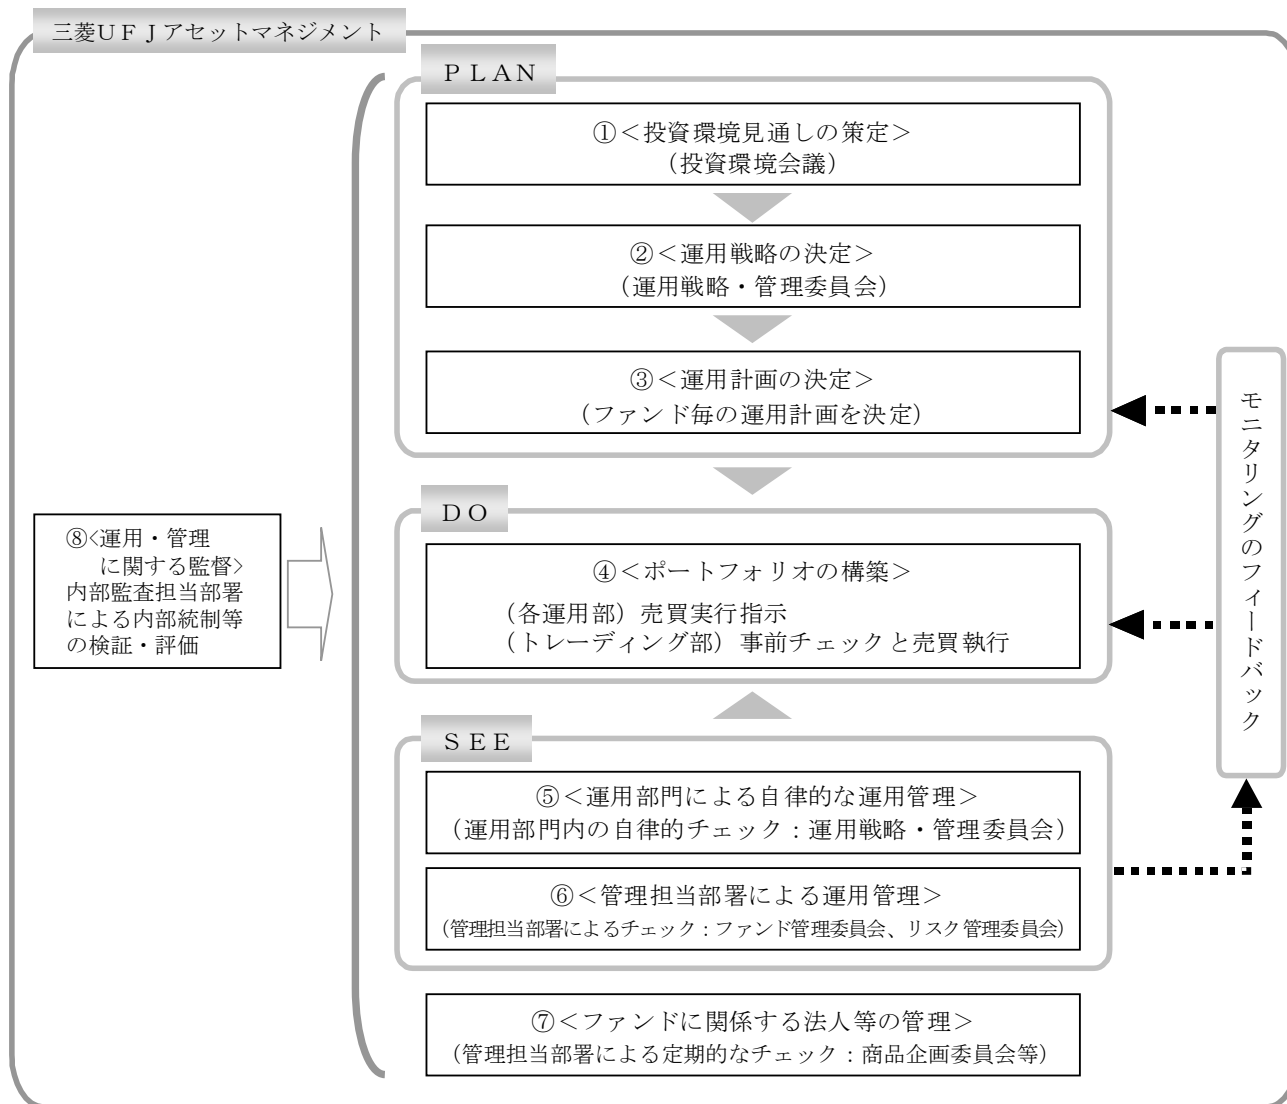 三菱ＵＦＪアセットマネジメント
ＰＬＡＮ
①＜投資環境見通しの策定＞
（投資環境会議）
②＜運用戦略の決定＞
（運用戦略・管理委員会）
③＜運用計画の決定＞
（ファンド毎の運用計画を決定）
ＤＯ
④＜ポートフォリオの構築＞
（各運用部）売買実行指示
（トレーディング部）事前チェックと売買執行
ＳＥＥ
⑤＜運用部門による自律的な運用管理＞
（運用部門内の自律的チェック：運用戦略・管理委員会）
⑥＜管理担当部署による運用管理＞
（管理担当部署によるチェック：ファンド管理委員会、リスク管理委員会）
⑦＜ファンドに関係する法人等の管理＞
（管理担当部署による定期的なチェック：商品企画委員会等）
⑧<運用・管理
に関する監督>
内部監査担当部署
による内部統制等
の検証・評価
モニタリングのフィードバック